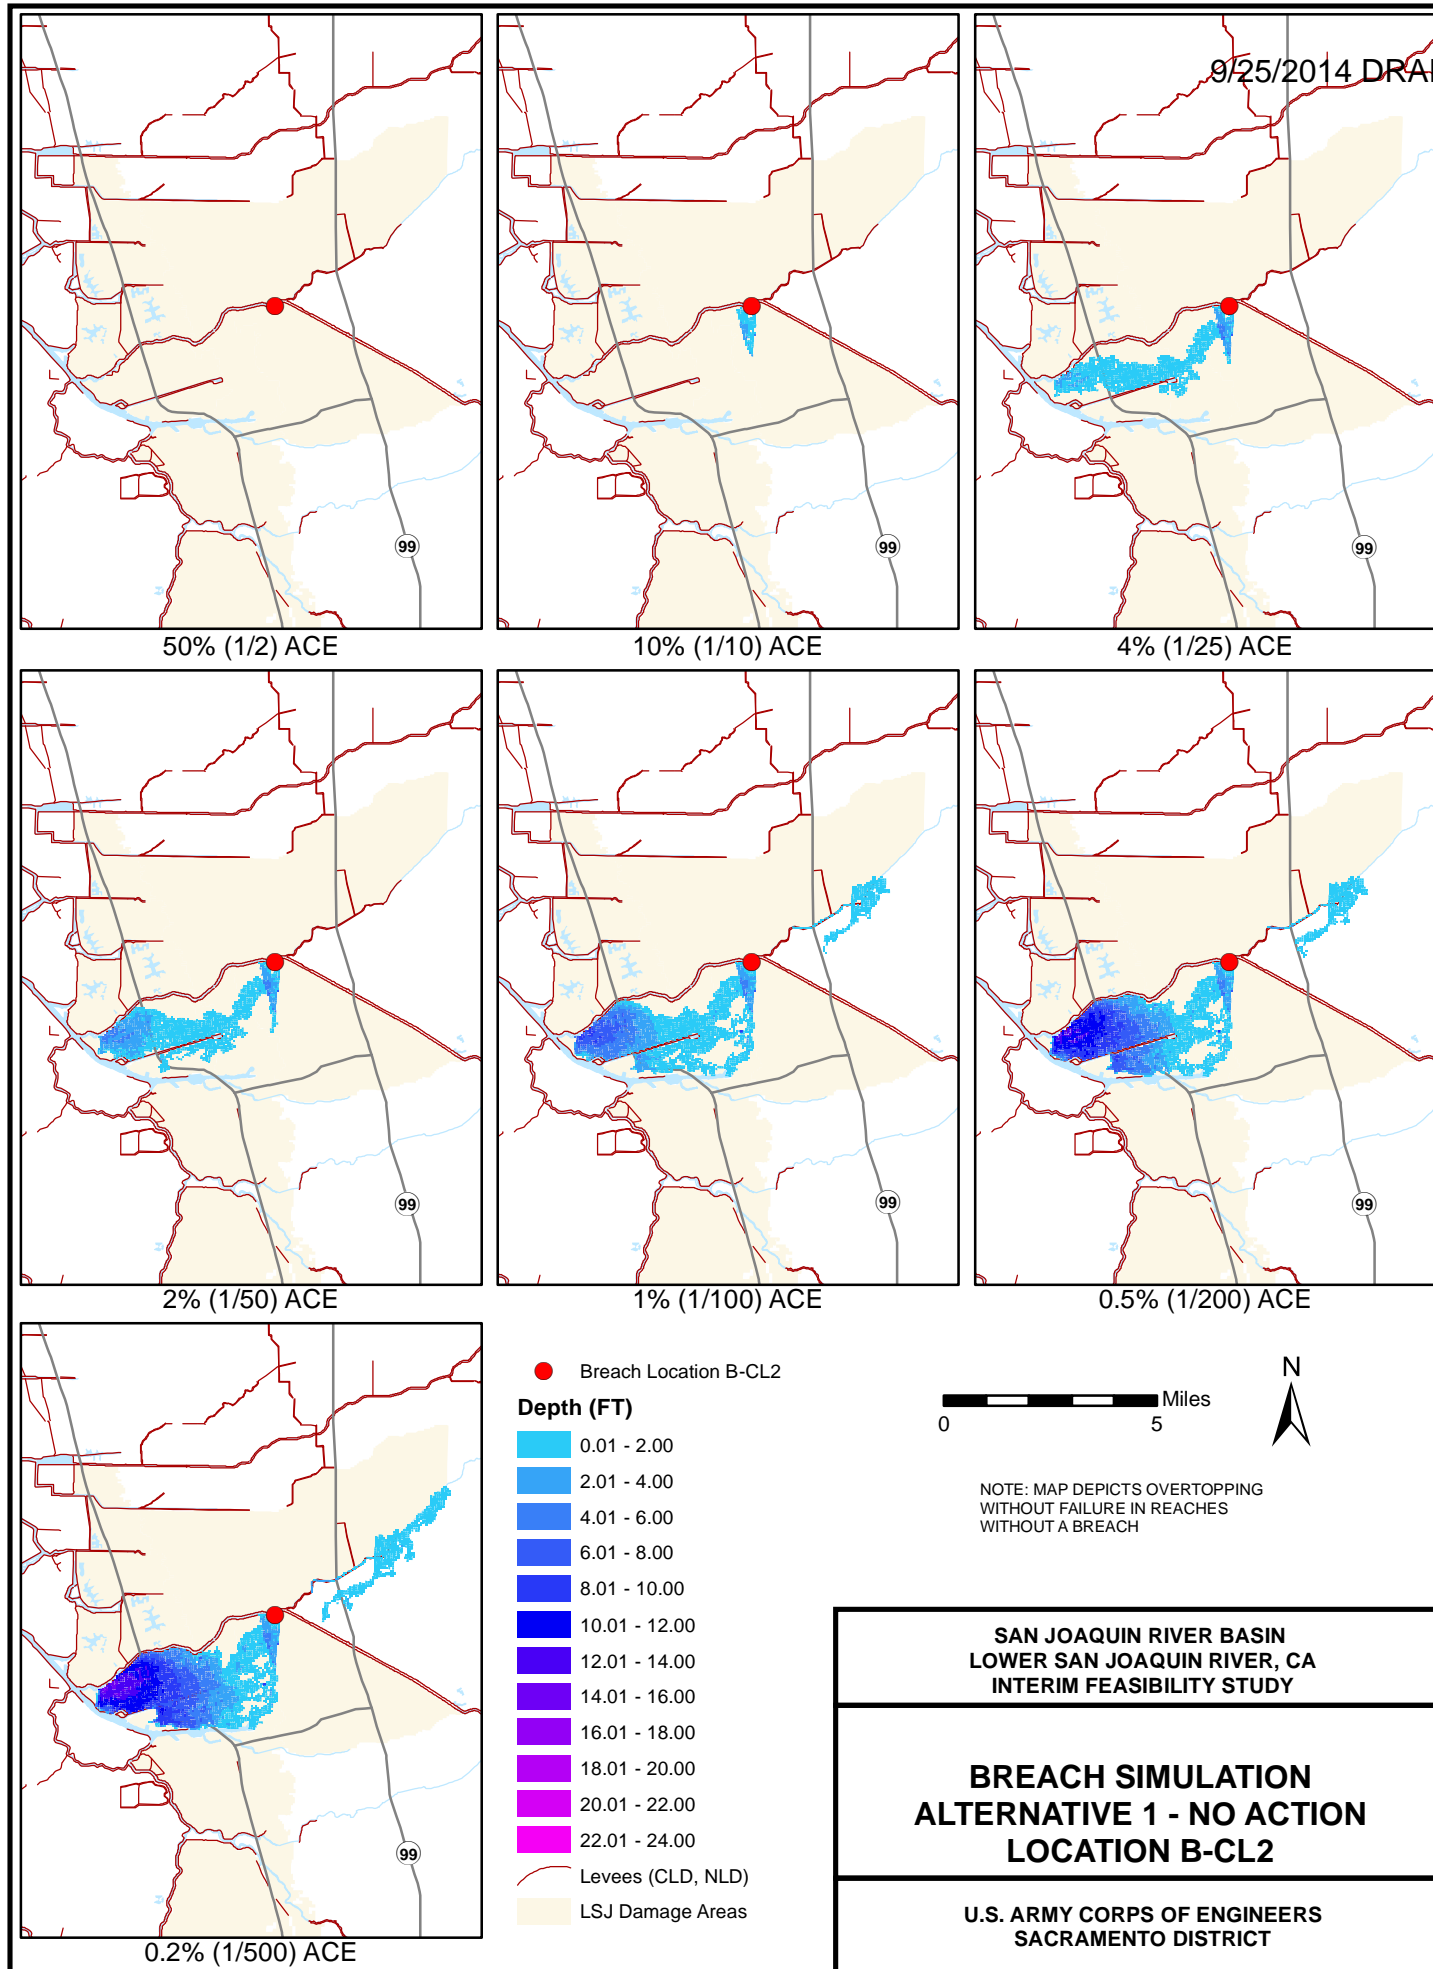 9/25/2014 DRA
99
99
99
50% (1/2) ACE
10% (1/10) ACE
4% (1/25) ACE
99
99
99
2% (1/50) ACE
1% (1/100) ACE
0.5% (1/200) ACE
99
0.2% (1/500) ACE
Breach Location B-CL2
Depth (FT)
0.01 - 2.00
2.01 - 4.00
4.01 - 6.00
6.01 - 8.00
8.01 - 10.00
10.01 - 12.00
12.01 - 14.00
14.01 - 16.00
16.01 - 18.00
18.01 - 20.00
20.01 - 22.00
22.01 - 24.00
Levees (CLD, NLD)
LSJ Damage Areas
Miles
0 5
N
NOTE: MAP DEPICTS OVERTOPPING
WITHOUT FAILURE IN REACHES
WITHOUT A BREACH
SAN JOAQUIN RIVER BASIN
LOWER SAN JOAQUIN RIVER, CA
INTERIM FEASIBILITY STUDY
BREACH SIMULATION
ALTERNATIVE 1 - NO ACTION
LOCATION B-CL2
U.S. ARMY CORPS OF ENGINEERS
SACRAMENTO DISTRICT